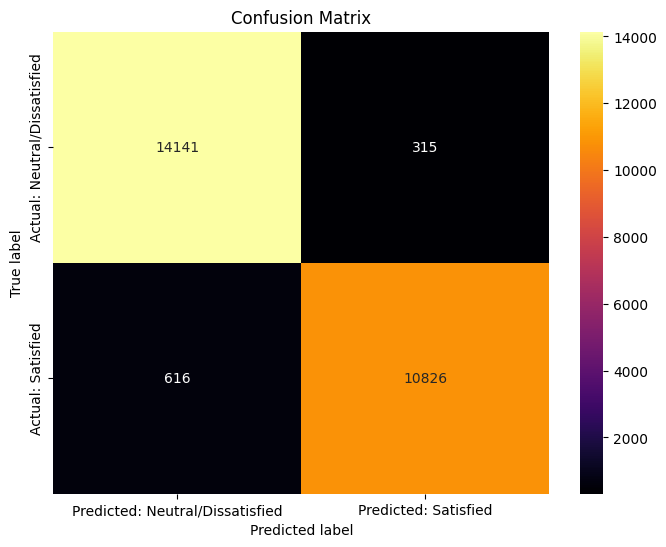 Confusion Matrix
True label
Actual: Neutral/Dissatisfied
Actual: Satisfied
14141
315
616
10826
Predicted: Neutral/Dissatisfied
Predicted: Satisfied
Predicted label
14000
12000
10000
8000
6000
4000
2000